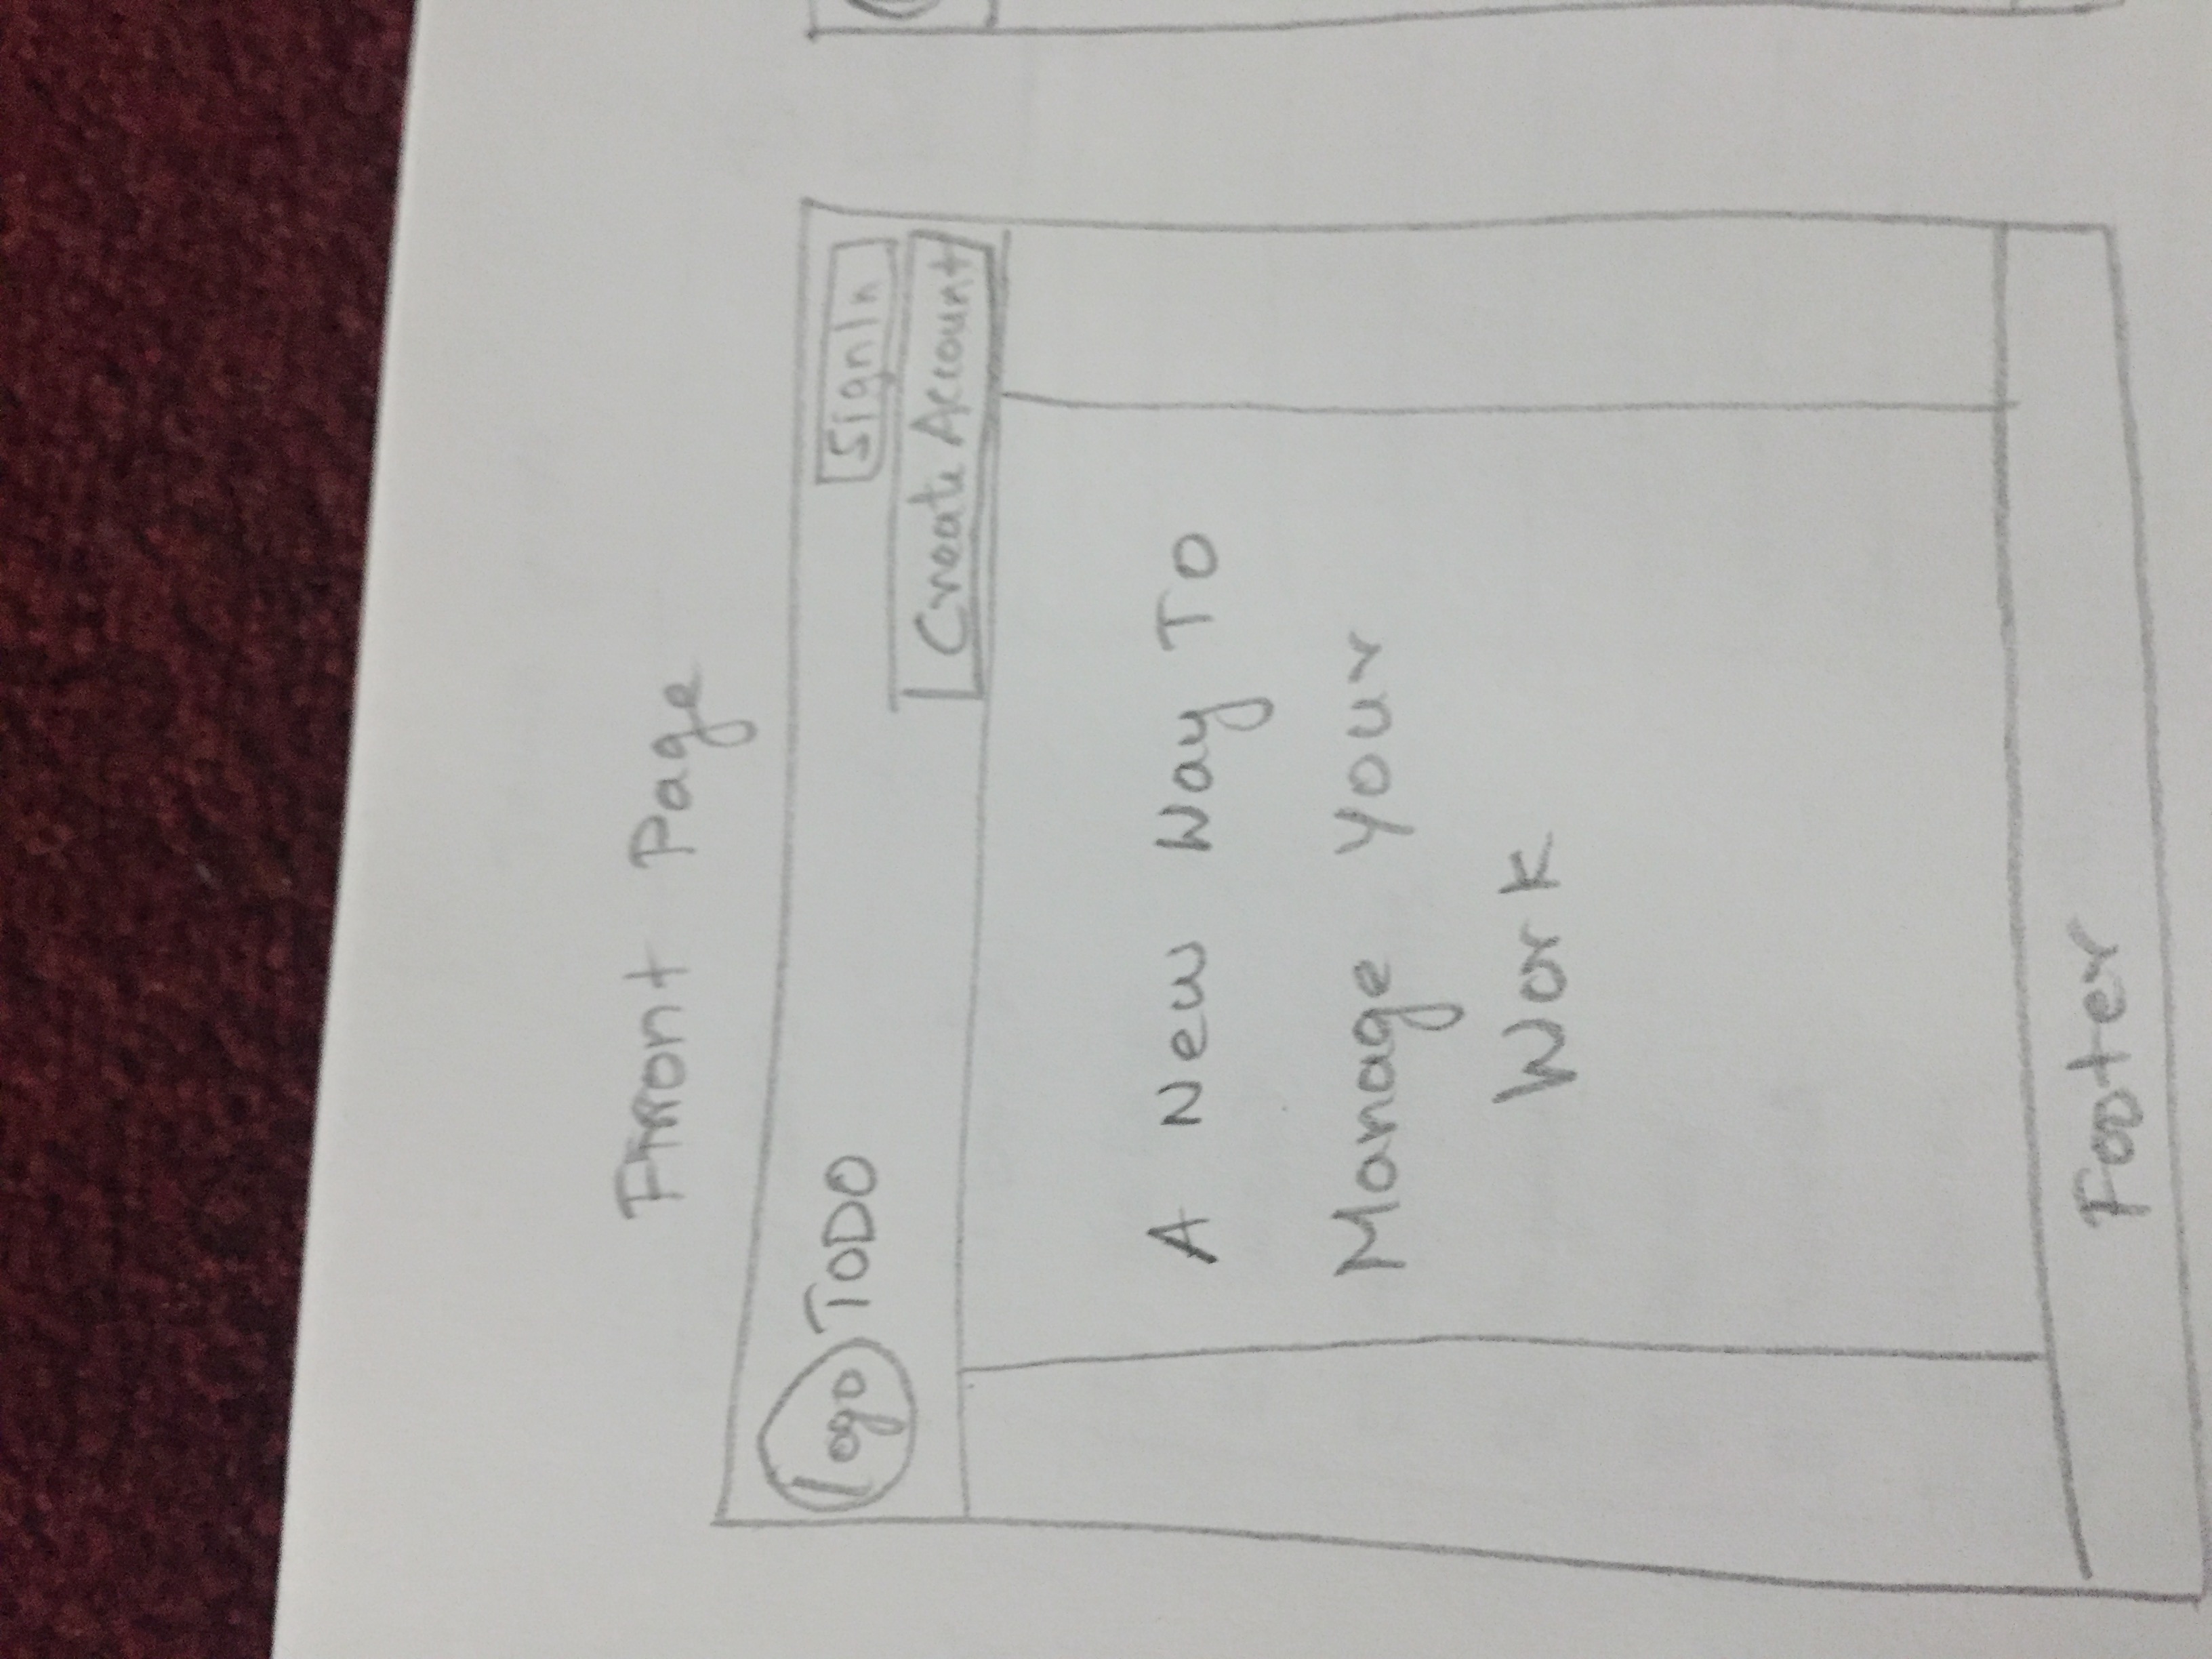 Front Page
logo TODO
SignIn
Create Account
A New Way To
Manage Your
Work
Footer